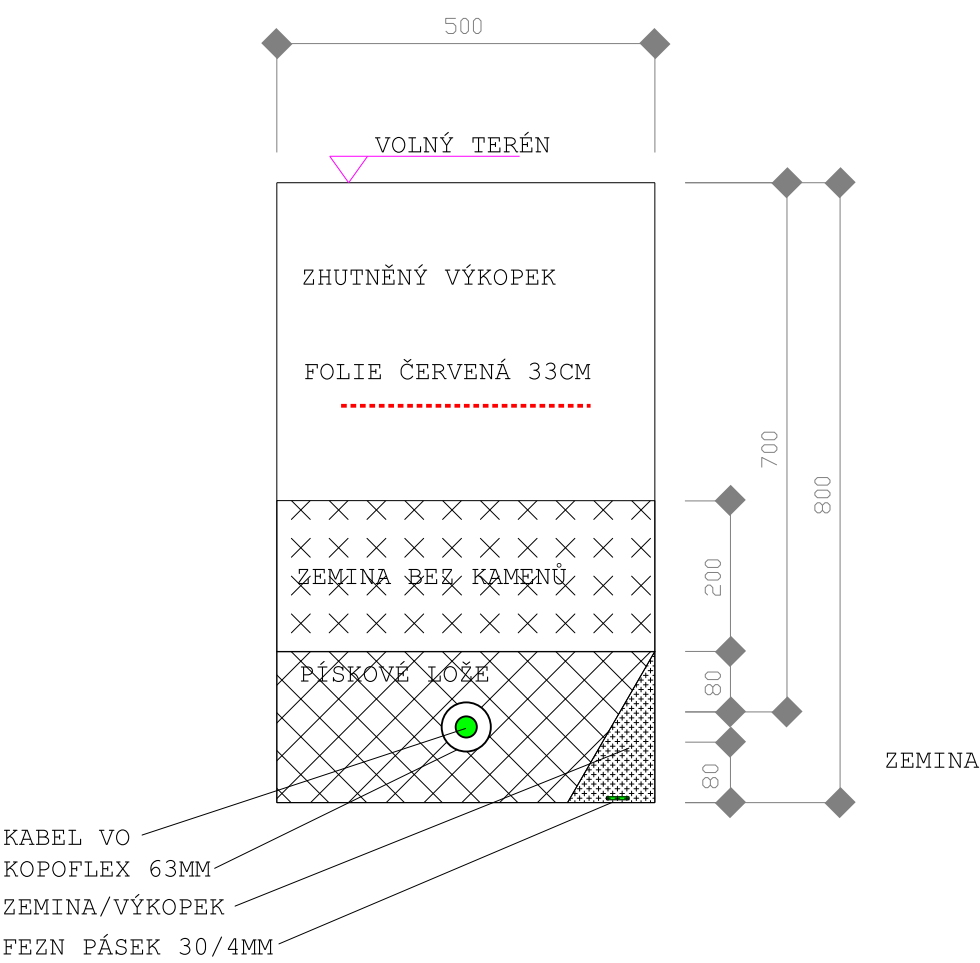 500
VOLNÝ TERÉN
ZHUTNĚNÝ VÝKOPEK
FOLIE ČERVENÁ 33CM
700
800
ZEMINA BEZ KAMENŮ
200
PÍSKOVÉ LOŽE
80
80
ZEMINA
KABEL VO
KOPOFLEX 63MM
ZEMINA/VÝKOPEK
FEZN PÁSEK 30/4MM